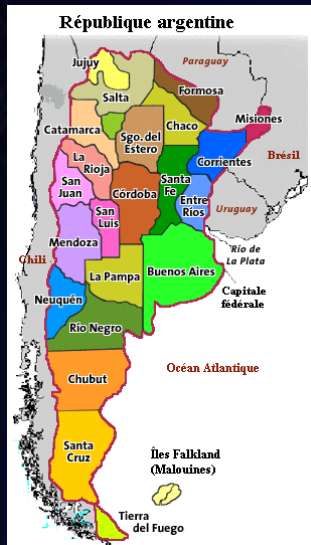 République argentine
Jujuy
Paraguay
Formosa
Salta
Misiones
Catamarca
Sgo. del
Estero
Chaco
Corrientes
Brésil
La
Rioja
San
Juan
Santa
Fe
Córdoba
Entre
Ríos
Uruguay
San
Luis
Mendoza
Río de
La Plata
Chili
Buenos Aires
La Pampa
Capitale
fédérale
Neuquén
Río Negro
Océan Atlantique
Chubut
Santa
Cruz
Îles Falkland
(Malouines)
Tierra
del Fuego